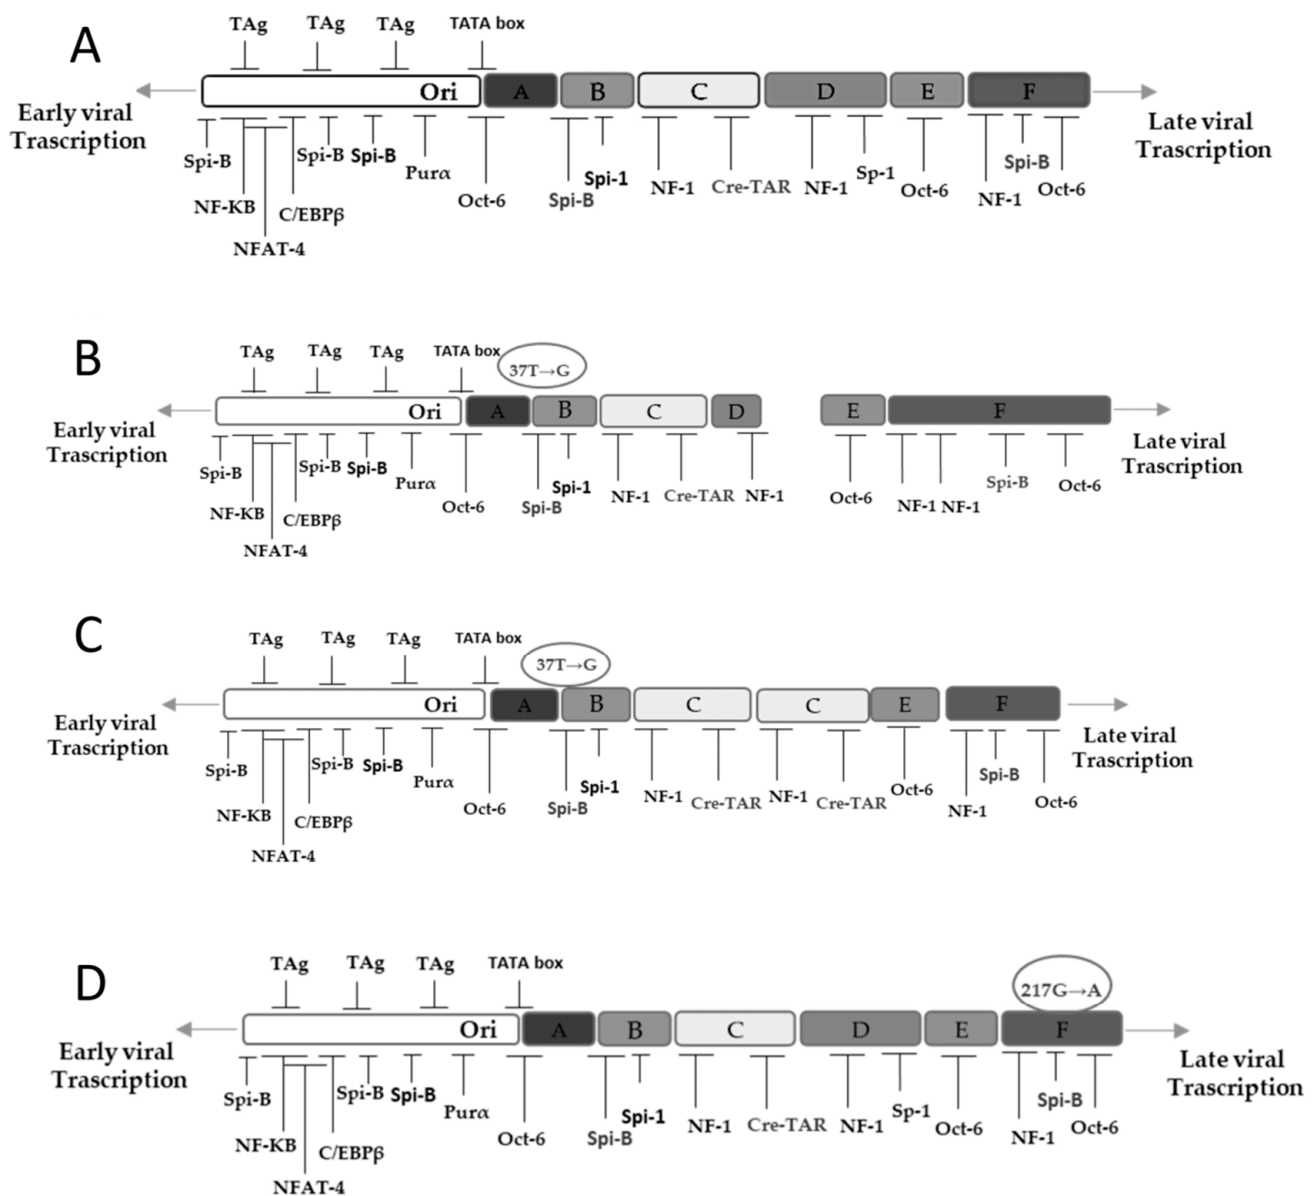 A
TAg TAg TAg TATA box
Ori A B C D E F
Early viral
Trascription
Late viral
Trascription
Spi-B Spi-B Spi-B Purα Spi-1 NF-1 Cre-TAR NF-1 Sp-1 Oct-6 Spi-B Oct-6
NF-KB C/EBPβ Oct-6 Spi-B NF-1
NFAT-4
B
TAg TAg TAg TATA box 37T→G
Ori A B C D E F
Early viral
Trascription
Late viral
Trascription
Spi-B Spi-B Spi-B Purα Spi-1 NF-1 Cre-TAR NF-1 Oct-6 Spi-B Oct-6
NF-KB C/EBPβ Oct-6 Spi-B NF-1 NF-1
NFAT-4
C
TAg TAg TAg TATA box 37T→G
Ori A B C C E F
Early viral
Trascription
Late viral
Trascription
Spi-B Spi-B Spi-B Purα Spi-1 NF-1 Cre-TAR NF-1 Cre-TAR Oct-6 Spi-B Oct-6
NF-KB C/EBPβ Oct-6 Spi-B NF-1
NFAT-4
D
TAg TAg TAg TATA box 217G→A
Ori A B C D E F
Early viral
Trascription
Late viral
Trascription
Spi-B Spi-B Spi-B Purα Spi-1 NF-1 Cre-TAR NF-1 Sp-1 Oct-6 Spi-B Oct-6
NF-KB C/EBPβ Oct-6 Spi-B NF-1
NFAT-4